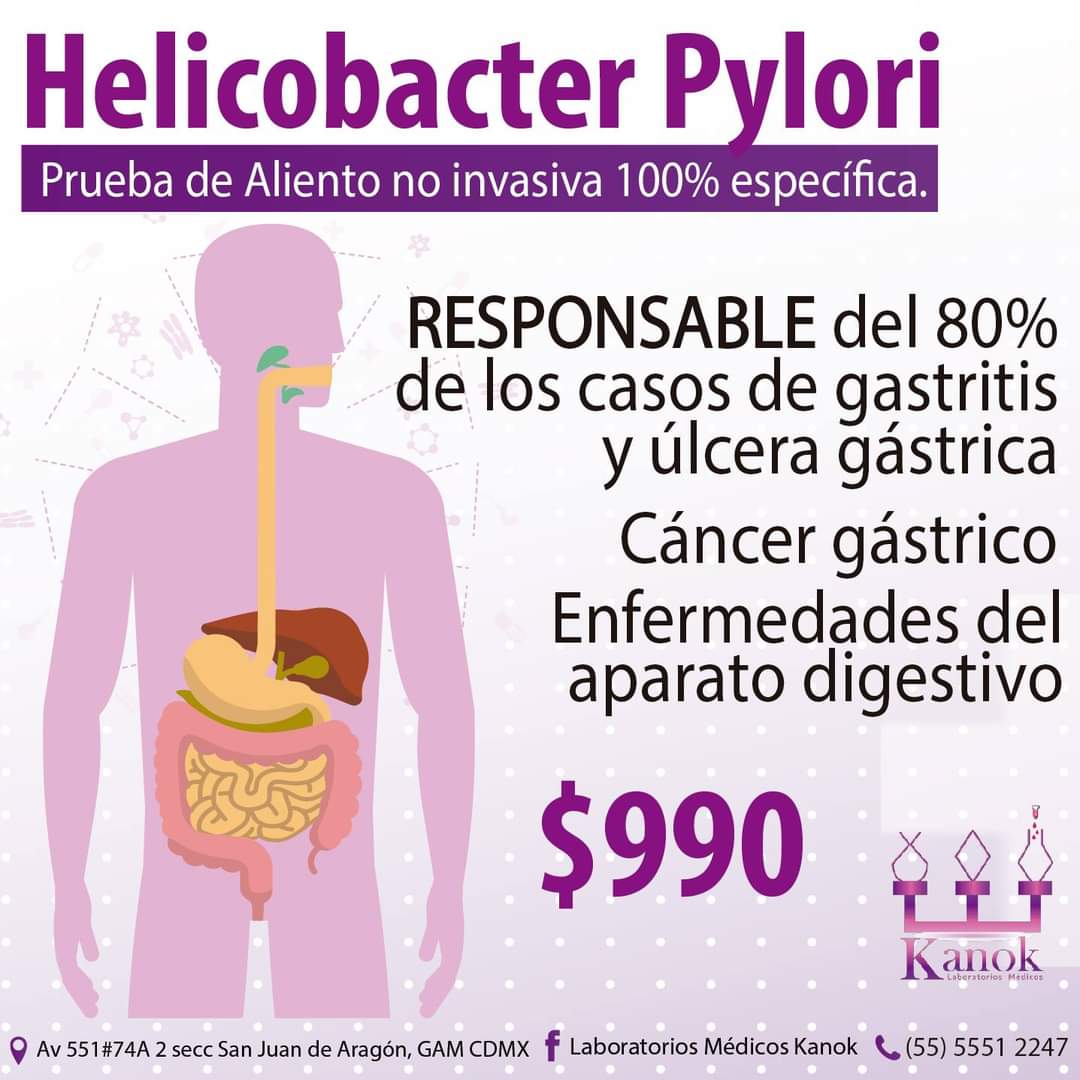 Helicobacter Pylori
Prueba de Aliento no invasiva 100% específica.
RESPONSABLE del 80%
de los casos de gastritis
y úlcera gástrica
Cáncer gástrico
Enfermedades del
aparato digestivo
$990
Kanok
Laboratorios Médicos
Av 551#74A 2 secc San Juan de Aragón, GAM CDMX
Laboratorios Médicos Kanok
(55) 5551 2247